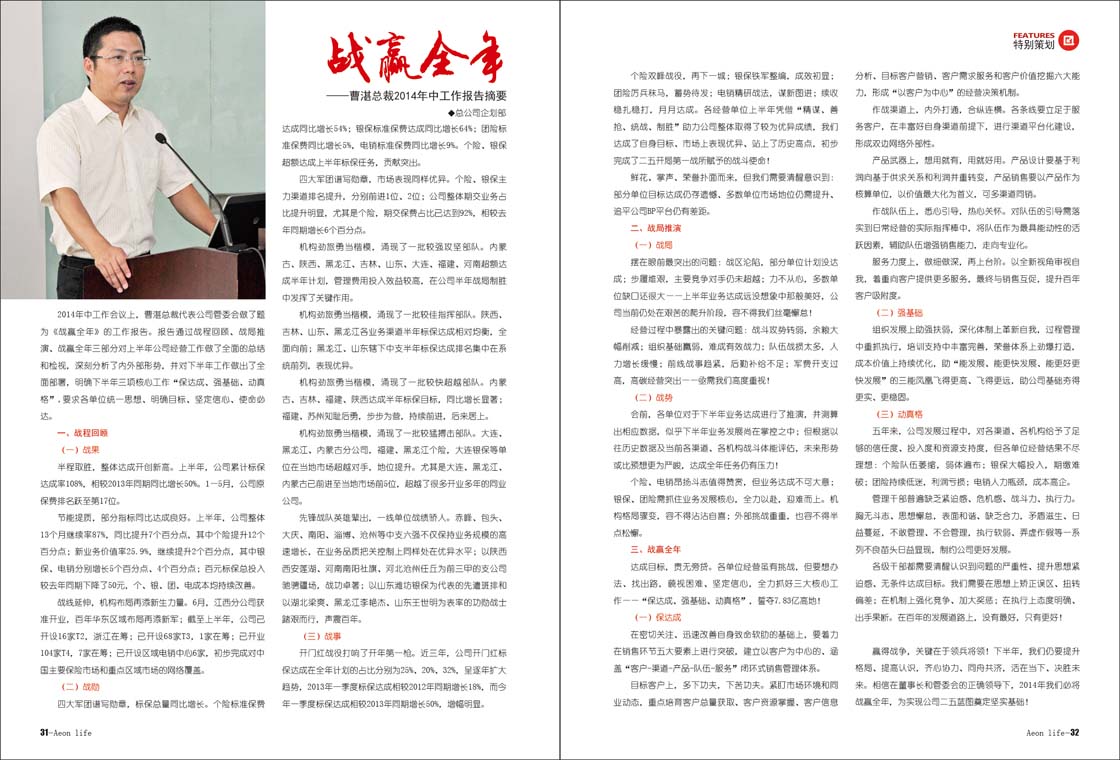 战赢全年
——曹湛总裁2014年中工作报告摘要
◆总公司企划部
2014年中工作会议上，曹湛总裁代表公司管委会做了题
为《战赢全年》的工作报告。报告通过战程回顾、战局推
演、战赢全年三部分对上半年公司经营工作做了全面的总结
和检视，深刻分析了内外部形势，并对下半年工作做出了全
面部署，明确下半年三项核心工作“保达成、强基础、动真
格”，要求各单位统一思想、明确目标、坚定信心、使命必
达。
一、战程回顾
（一）战果
半程取胜，整体达成开创新高。上半年，公司累计标保
达成率108%，相较2013年同期同比增长50%。1－5月，公司原
保费排名跃至第17位。
节能提质，部分指标同比达成良好。上半年，公司整体
13个月继续率87%，同比提升7个百分点，其中个险提升12个
百分点；新业务价值率25.9%，继续提升2个百分点，其中银
保、电销分别增长5个百分点、4个百分点；百元标保总投入
较去年同期下降了50元，个、银、团、电成本均持续改善。
战线延伸，机构布局再添新生力量。6月，江西分公司获
准开业，百年华东区域布局再添新军；截至上半年，公司已
开设16家T2，浙江在筹；已开设68家T3，1家在筹；已开业
104家T4，7家在筹；已开设区域电销中心6家，初步完成对中
国主要保险市场和重点区域市场的网络覆盖。
（二）战勋
四大军团谱写勋章，标保总量同比增长。个险标准保费
达成同比增长54%；银保标准保费达成同比增长64%；团险标
准保费同比增长5%，电销标准保费同比增长9%。个险、银保
超额达成上半年标保任务，贡献突出。
四大军团谱写勋章，市场表现同样优异。个险、银保主
力渠道排名提升，分别前进1位、2位；公司整体期交业务占
比提升明显，尤其是个险，期交保费占比已达到92%，相较去
年同期增长6个百分点。
机构劲旅勇当楷模，涌现了一批较强攻坚部队。内蒙
古、陕西、黑龙江、吉林、山东、大连、福建、河南超额达
成半年计划，管理费用投入效益较高，在公司半年战局制胜
中发挥了关键作用。
机构劲旅勇当楷模，涌现了一批较佳指挥部队。陕西、
吉林、山东、黑龙江各业务渠道半年标保达成相对均衡，全
面向前；黑龙江、山东辖下中支半年标保达成排名集中在系
统前列，表现优异。
机构劲旅勇当楷模，涌现了一批较快超越部队。内蒙
古、吉林、福建、陕西达成半年标保目标，同比增长显著；
福建、苏州知耻后勇，步步为营，持续前进，后来居上。
机构劲旅勇当楷模，涌现了一批较猛搏击部队。大连、
黑龙江、内蒙古分公司，福建、黑龙江个险，大连银保等单
位在当地市场超越对手，地位提升。尤其是大连、黑龙江、
内蒙古已前进至当地市场前5位，超越了很多开业多年的同业
公司。
先锋战队英雄辈出，一线单位战绩骄人。赤峰、包头、
大庆、南阳、淄博、沧州等中支六强不仅保持业务规模的高
速增长，在业务品质把关控制上同样处在优异水平；以陕西
西安莲湖、河南南阳社旗、河北沧州任丘为前三甲的支公司
驰骋疆场，战功卓著；以山东潍坊银保为代表的先遣班排和
以湖北梁爽、黑龙江李艳杰、山东王世明为表率的功勋战士
踏浪而行，声震百年。
（三）战事
开门红战役打响了开年第一枪。近三年，公司开门红标
保达成在全年计划的占比分别为25%、20%、32%，呈逐年扩大
趋势，2013年一季度标保达成相较2012年同期增长18%，而今
年一季度标保达成相较2013年同期增长50%，增幅明显。
31—Aeon life
FEATURES
特别策划
个险双峰战役，再下一城；银保铁军整编，成效初显；
团险厉兵秣马，蓄势待发；电销精研战法，谋新图进；续收
稳扎稳打，月月达成。各经营单位上半年凭借“精谋、善
抢、统战、制胜”助力公司整体取得了较为优异成绩，我们
达成了自身目标，市场上表现优异，站上了历史高点，初步
完成了二五开局第一战所赋予的战斗使命！
鲜花、掌声、荣誉扑面而来，但我们需要清醒意识到：
部分单位目标达成仍存遗憾、多数单位市场地位仍需提升、
追平公司BP平台仍有差距。
二、战局推演
（一）战局
摆在眼前最突出的问题：战区沦陷，部分单位计划没达
成；步履维艰，主要竞争对手仍未超越；力不从心，多数单
位缺口还很大——上半年业务达成远没想象中那般美好，公
司当前仍处在艰苦的爬升阶段，容不得我们丝毫懈怠！
经营过程中暴露出的关键问题：战斗攻势转弱，余粮大
幅削减；组织基础羸弱，难成有效战力；队伍战损太多，人
力增长缓慢；前线战事趋紧，后勤补给不足；军费开支过
高，高碳经营突出——亟需我们高度重视！
（二）战势
会前，各单位对于下半年业务达成进行了推演，并测算
出相应数据，似乎下半年业务发展尚在掌控之中；但根据以
往历史数据及当前各渠道、各机构战斗体能评估，未来形势
或比预想更为严峻，达成全年任务仍有压力！
个险、电销昂扬斗志值得赞赏，但业务达成不可大意；
银保，团险需抓住业务发展核心，全力以赴，迎难而上。机
构格局骤变，容不得沾沾自喜；外部挑战重重，也容不得半
点松懈。
三、战赢全年
达成目标，责无旁贷。各单位经营虽有挑战，但要想办
法、找出路，藐视困难、坚定信心，全力抓好三大核心工
作——“保达成、强基础、动真格”，誓夺7.83亿高地！
（一）保达成
在密切关注，迅速改善自身致命软肋的基础上，要着力
在销售环节五大要素上进行突破，建立以客户为中心的、涵
盖“客户-渠道-产品-队伍-服务”闭环式销售管理体系。
目标客户上，多下功夫，下苦功夫。紧盯市场环境和同
业动态，重点培育客户总量获取、客户资源掌握、客户信息
分析、目标客户营销、客户需求服务和客户价值挖掘六大能
力，形成“以客户为中心”的经营决策机制。
作战渠道上，内外打通，合纵连横。各条线要立足于服
务客户，在丰富好自身渠道前提下，进行渠道平台化建设，
形成双边网络外部性。
产品武器上，想用就有，用就好用。产品设计要基于利
润向基于供求关系和利润并重转变，产品销售要以产品作为
核算单位，以价值最大化为首义，可多渠道同销。
作战队伍上，悉心引导，热心关怀。对队伍的引导需落
实到日常经营的实际指挥棒中，将队伍作为最具能动性的活
跃因素，辅助队伍增强销售能力，走向专业化。
服务力度上，做细做深，再上台阶。以全新视角审视自
我，着重向客户提供更多服务，最终与销售互促，提升百年
客户吸附度。
（二）强基础
组织发展上助强扶弱，深化体制上革新自我，过程管理
中重抓执行，培训支持中丰富完善，荣誉体系上劲爆打造，
成本价值上持续优化，助“能发展、能更快发展、能更好更
快发展”的三能凤凰飞得更高、飞得更远，助公司基础夯得
更实、更稳固。
（三）动真格
五年来，公司发展过程中，对各渠道、各机构给予了足
够的信任度、投入度和资源支持度，但各单位经营结果不尽
理想：个险队伍萎缩，弱体遍布；银保大幅投入，期缴难
破；团险持续低迷，利润亏损；电销人力瓶颈，成本高企。
管理干部普遍缺乏紧迫感、危机感、战斗力、执行力。
胸无斗志、思想懈怠，表面和谐、缺乏合力，矛盾滋生、日
益蔓延，不敢管理、不会管理，执行软弱、弄虚作假等一系
列不良苗头日益显现，制约公司更好发展。
各级干部都需要清醒认识到问题的严重性、提升思想紧
迫感、无条件达成目标。我们需要在思想上矫正误区、扭转
偏差；在机制上强化竞争、加大奖惩；在执行上态度明确、
出手果断。在百年的发展道路上，没有最好，只有更好！
赢得战争，关键在于领兵将领！下半年，我们仍要提升
格局、提高认识，齐心协力、同舟共济，活在当下、决胜未
来。相信在董事长和管委会的正确领导下，2014年我们必将
战赢全年，为实现公司二五蓝图奠定坚实基础！
Aeon life—32